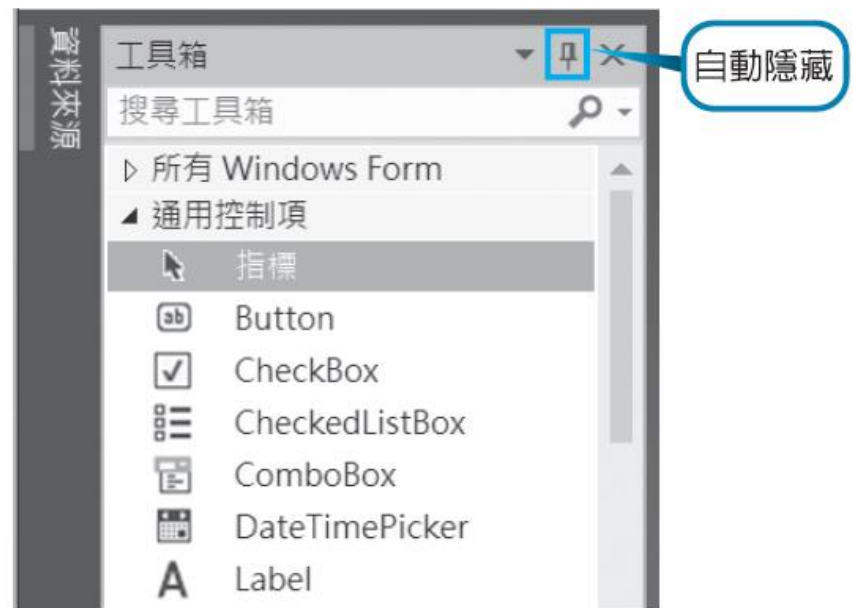 資料來源
工具箱
自動隱藏
搜尋工具箱
所有 Windows Form
通用控制項
指標
Button
CheckBox
CheckedListBox
ComboBox
DateTimePicker
Label